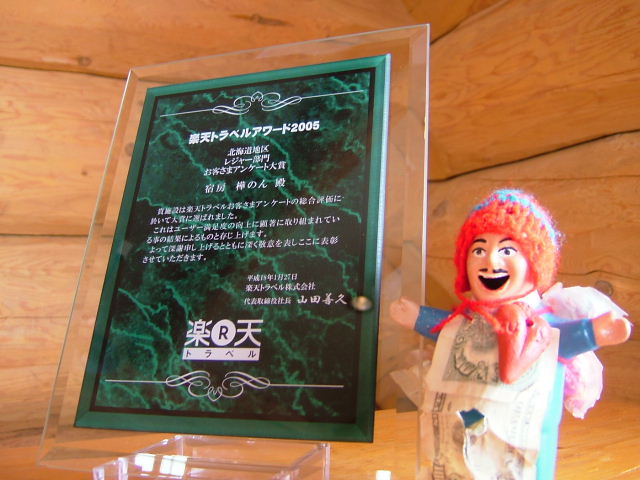 楽天トラベルアワード2005
北海道地区
レジャー部門
お客さまアンケート大賞
宿房 樺のん 殿
貴施設は楽天トラベルお客さまアンケートの総合評価に
於いて大賞に選ばれました。
これはユーザー満足度の向上に顕著に取り組まれてい
る事の結果によるものと存じ上げます。
よって深謝申し上げるとともに深く敬意を表しここに表彰
させていただきます。
平成18年1月27日
楽天トラベル株式会社
代表取締役社長 山田善久
楽R天
トラベル